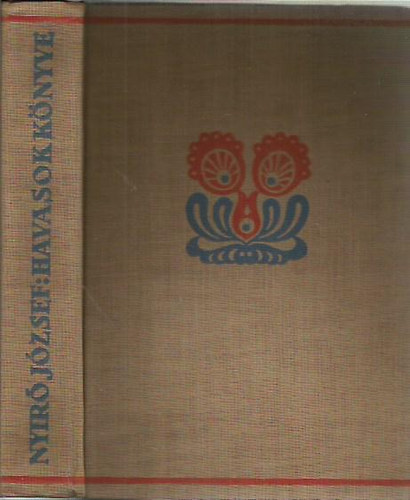 NYIRŐ JÓZSEF: HAVASOK KÖNYVE